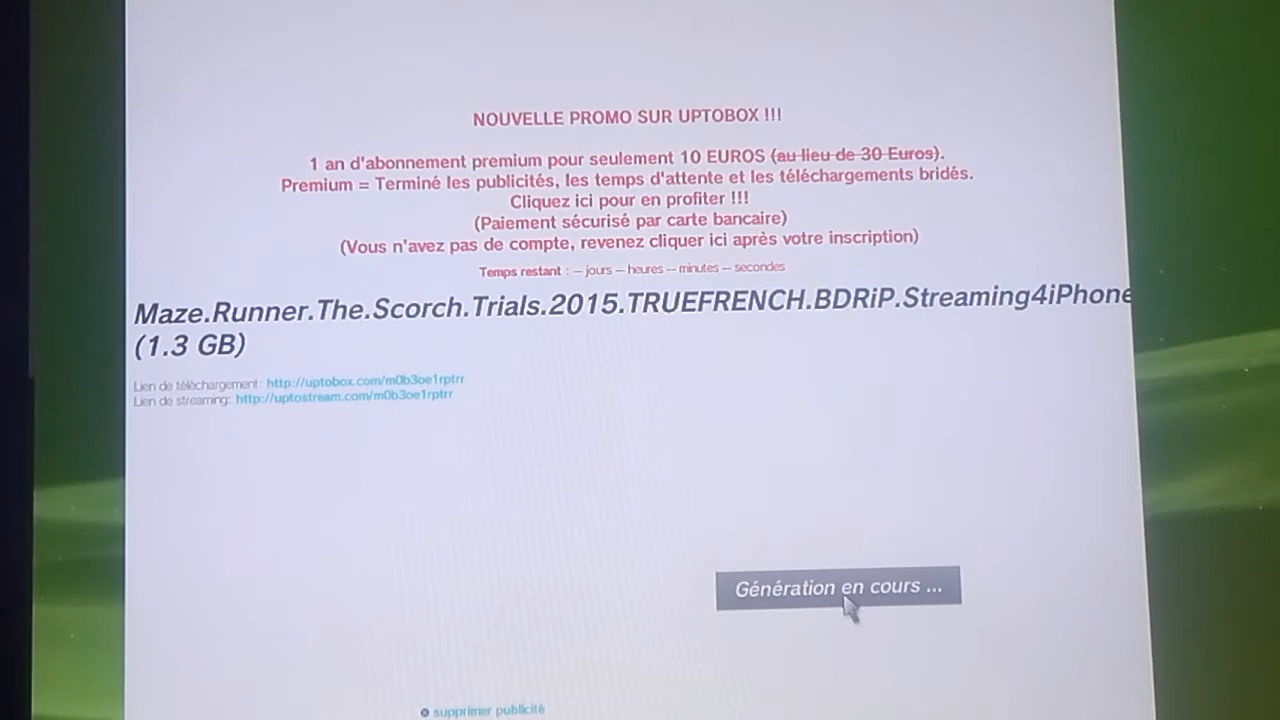 NOUVELLE PROMO SUR UPTOBOX !!!
1 an d'abonnement premium pour seulement 10 EUROS (au lieu de 30 Euros).
Premium = Terminé les publicités, les temps d'attente et les téléchargements bridés.
Cliquez ici pour en profiter !!!
(Paiement sécurisé par carte bancaire)
(Vous n'avez pas de compte, revenez cliquer ici après votre inscription)
Temps restant : -- jours -- heures -- minutes -- secondes
Maze.Runner.The.Scorch.Trials.2015.TRUEFRENCH.BDRiP.Streaming4iPhone
(1.3 GB)
Lien de téléchargement: http://uptobox.com/m0b3oe1rptrr
Lien de streaming: http://uptostream.com/m0b3oe1rptrr
Génération en cours ...
supprimer publicité